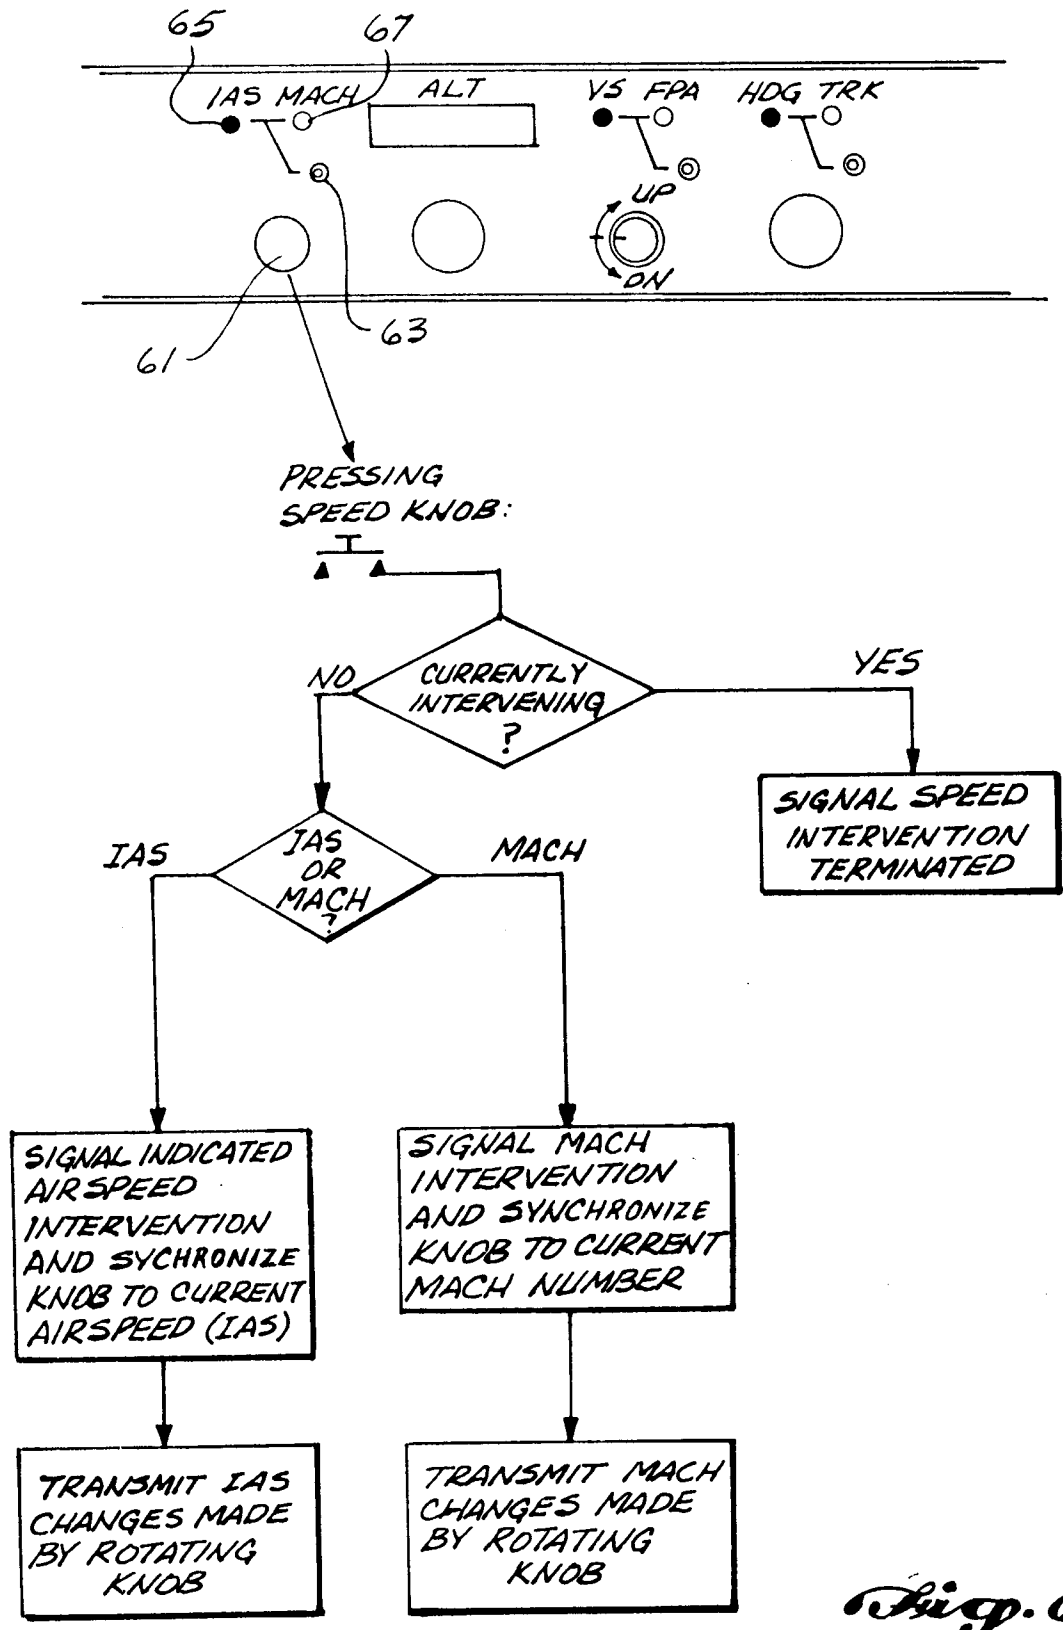 65
67
IAS MACH
ALT
VS FPA
HDG TRK
UP
DN
61
63
PRESSING
SPEED KNOB:
CURRENTLY
INTERVENING
?
NO
YES
SIGNAL SPEED
INTERVENTION
TERMINATED
IAS
OR
MACH
?
IAS
MACH
SIGNAL INDICATED
AIRSPEED
INTERVENTION
AND SYCHRONIZE
KNOB TO CURRENT
AIRSPEED (IAS)
SIGNAL MACH
INTERVENTION
AND SYNCHRONIZE
KNOB TO CURRENT
MACH NUMBER
TRANSMIT IAS
CHANGES MADE
BY ROTATING
KNOB
TRANSMIT MACH
CHANGES MADE
BY ROTATING
KNOB
Fig.